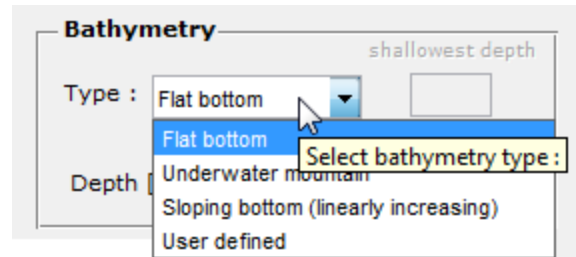 Bathymetry
shallowest depth
Type : Flat bottom
Flat bottom
Select bathymetry type :
Underwater mountain
Depth
Sloping bottom (linearly increasing)
User defined